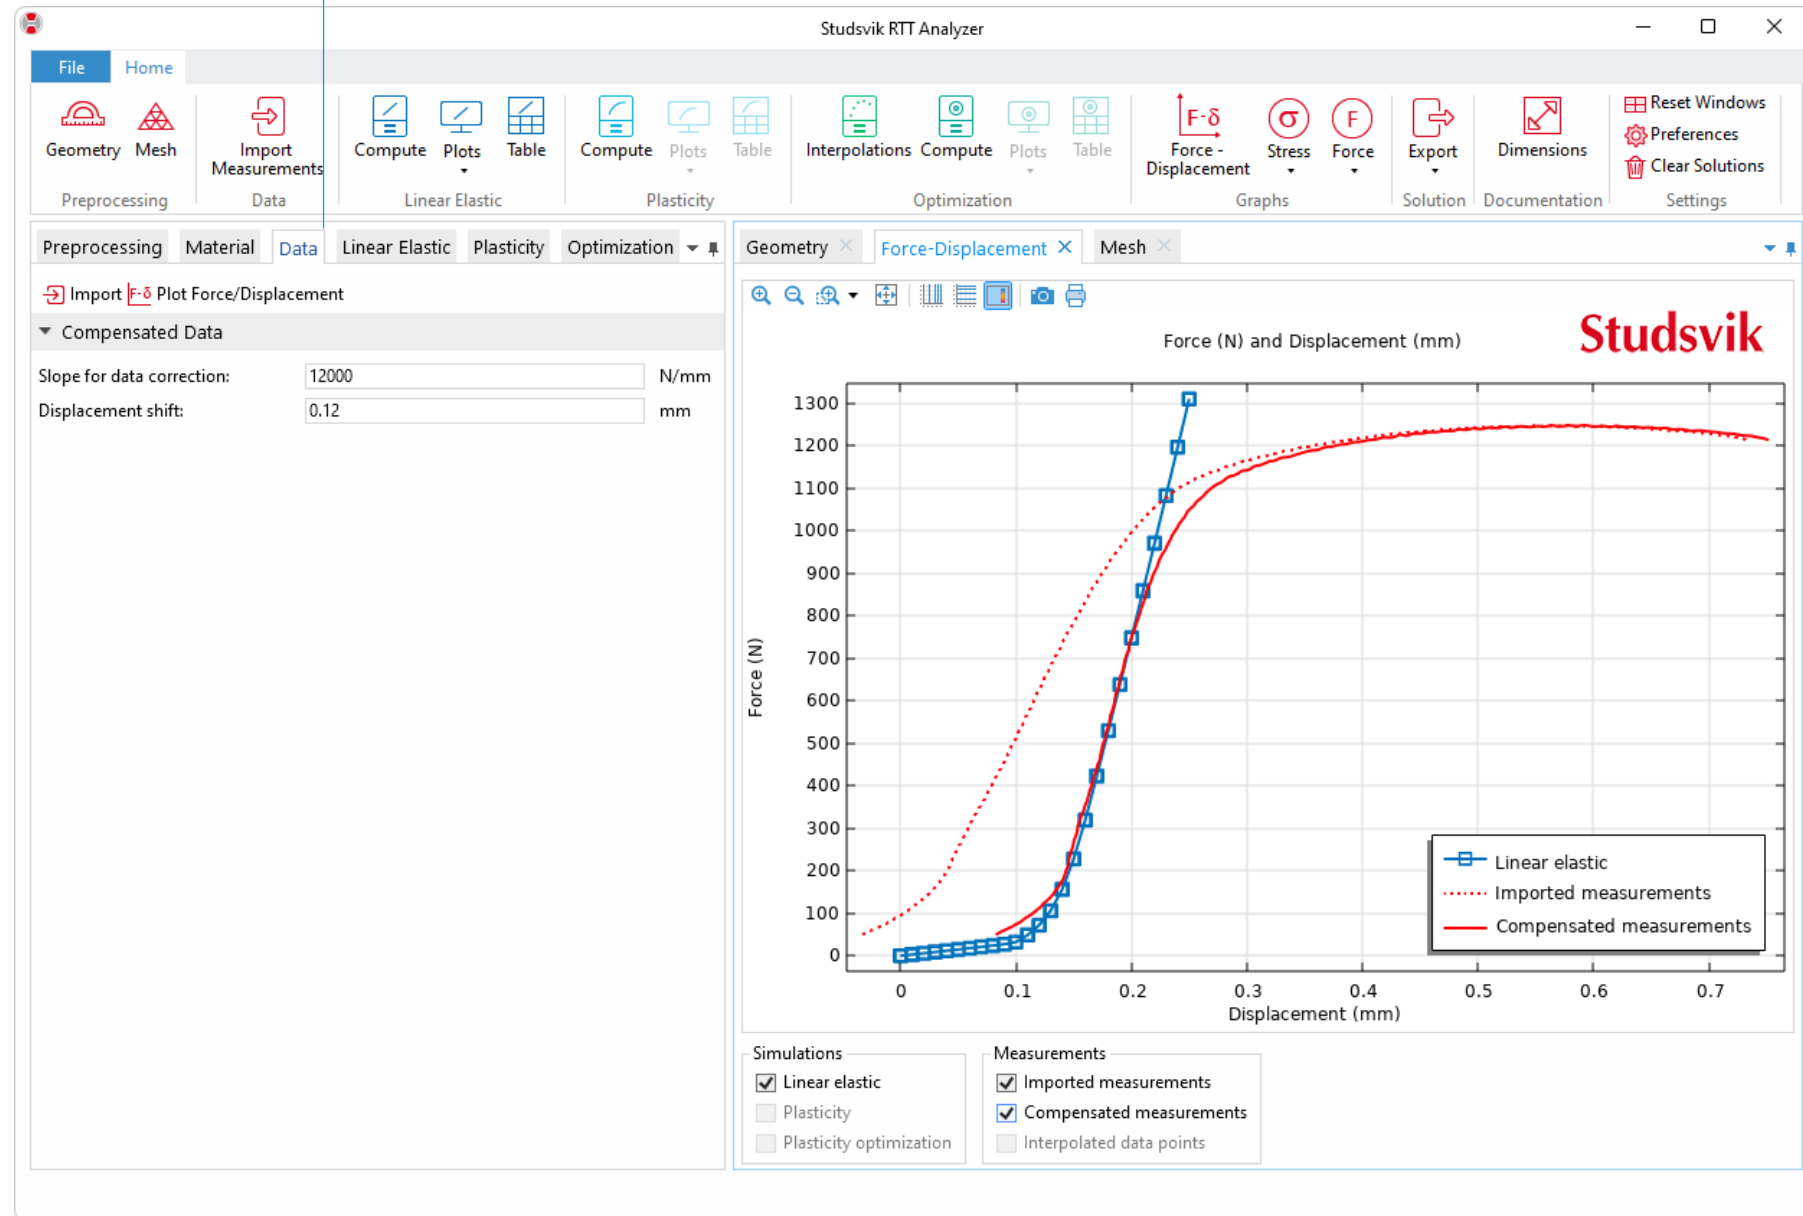 Studsvik RTT Analyzer
File Home
Geometry Mesh Import Measurements Compute Plots Table Compute Plots Table Interpolations Compute Plots Table F-δ Force - Displacement σ Stress F Force Export Dimensions Reset Windows
Preferences
Clear Solutions
Preprocessing Data Linear Elastic Plasticity Optimization Graphs Solution Documentation Settings
Preprocessing Material Data Linear Elastic Plasticity Optimization
Import F-δ Plot Force/Displacement
Compensated Data
Slope for data correction: 12000 N/mm
Displacement shift: 0.12 mm
Geometry Force-Displacement Mesh
Force (N) and Displacement (mm)
Studsvik
1300
1200
1100
1000
900
800
700
600
500
400
300
200
100
0
Force (N)
0 0.1 0.2 0.3 0.4 0.5 0.6 0.7
Displacement (mm)
Linear elastic
Imported measurements
Compensated measurements
Simulations
Linear elastic
Plasticity
Plasticity optimization
Measurements
Imported measurements
Compensated measurements
Interpolated data points